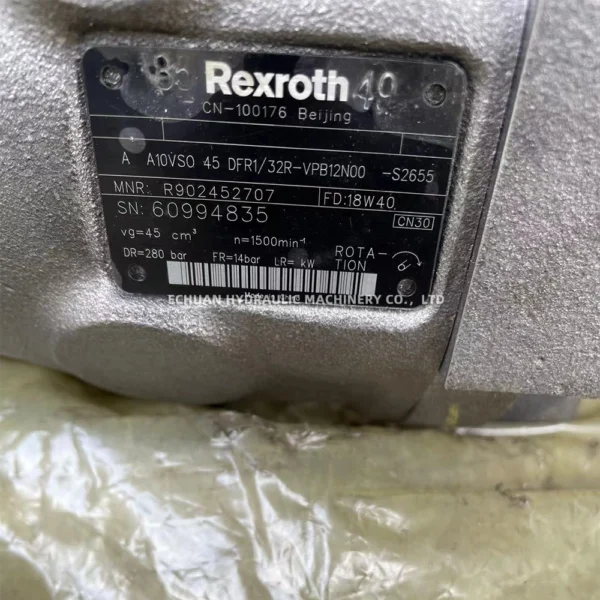 Rexroth 49
CN-100176 Beijing
A A10VSO 45 DFR1/32R-VPB12N00 -S2655
MNR: R902452707 FD:18W40
SN: 60994835 CN30
vg=45 cm³ n=1500min⁻¹ ROTA-
TION
DR=280 bar FR=14bar LR= kW
ECHUAN HYDRAULIC MACHINERY CO., LTD